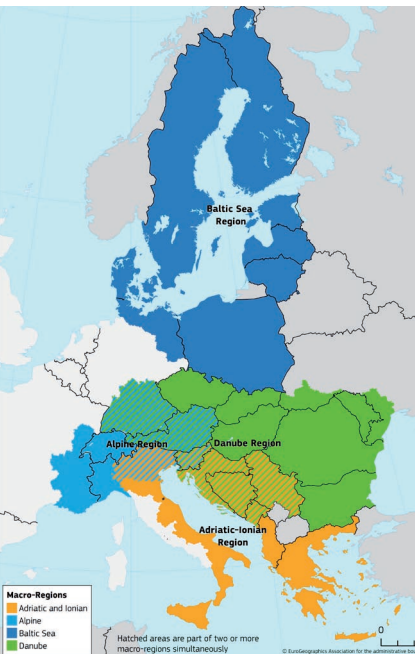 Baltic Sea
Region
Alpine Region
Danube Region
Adriatic-Ionian
Region
Macro-Regions
Adriatic and Ionian
Alpine
Baltic Sea
Danube
Hatched areas are part of two or more
macro-regions simultaneously
0
© EuroGeographics Association for the administrative bou